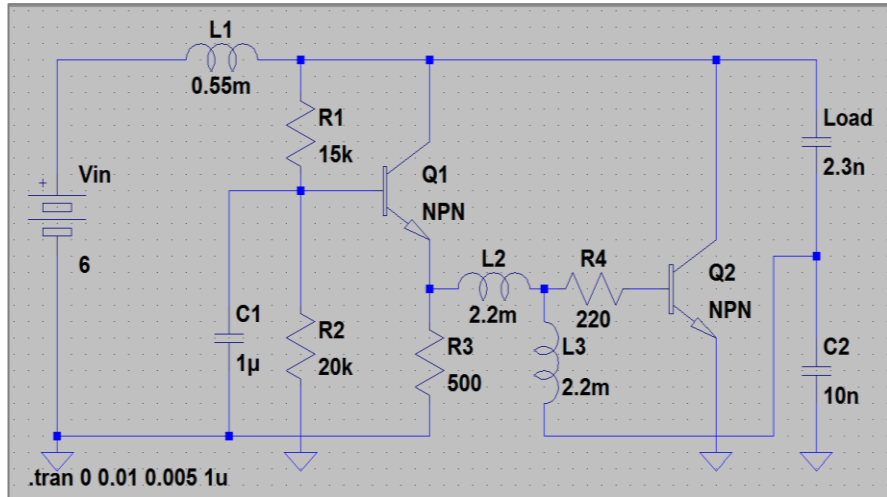 L1
0.55m
R1
15k
Load
2.3n
Vin
+
6
Q1
NPN
L2
2.2m
R4
220
Q2
NPN
C1
1µ
R2
20k
R3
500
L3
2.2m
C2
10n
.tran 0 0.01 0.005 1u